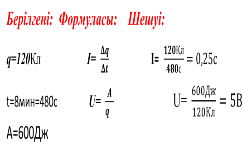 Берілгені: Формуласы: Шешуі:
q=120Кл I= Δq/Δt I= 120Кл/480с = 0,25с
t=8мин=480с U= A/q U= 600Дж/120Кл = 5В
A=600Дж